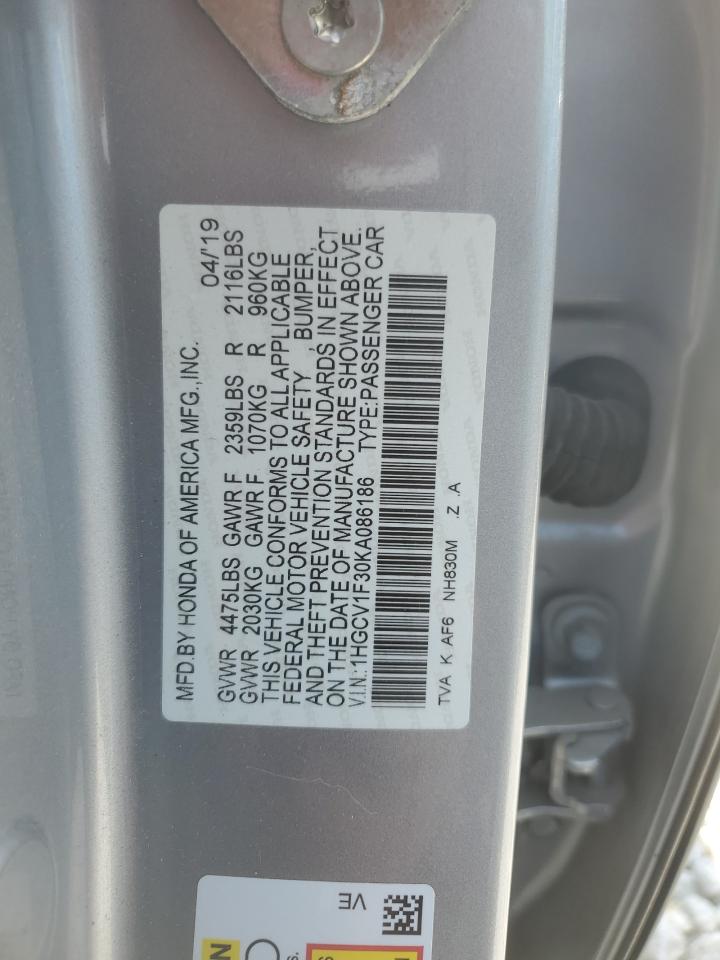 MFD.BY HONDA OF AMERICA MFG.,INC. 04/'19
GVWR 4475LBS GAWR F 2359LBS R 2116LBS
GVWR 2030KG GAWR F 1070KG R 960KG
THIS VEHICLE CONFORMS TO ALL APPLICABLE
FEDERAL MOTOR VEHICLE SAFETY , BUMPER,
AND THEFT PREVENTION STANDARDS IN EFFECT
ON THE DATE OF MANUFACTURE SHOWN ABOVE.
V.I.N.: 1HGCV1F30KA086186 TYPE:PASSENGER CAR
TVA K AF6 NH830M .Z .A
VE